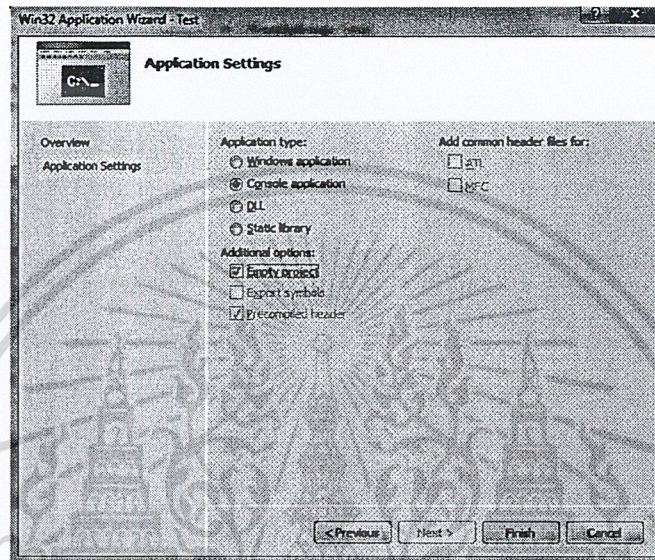 Win32 Application Wizard - Test
C:\_
Application Settings
Overview
Application Settings
Application type:
Windows application
Console application
DLL
Static library
Additional options:
Empty project
Export symbols
Precompiled header
Add common header files for:
ATL
MFC
< Previous
Next >
Finish
Cancel